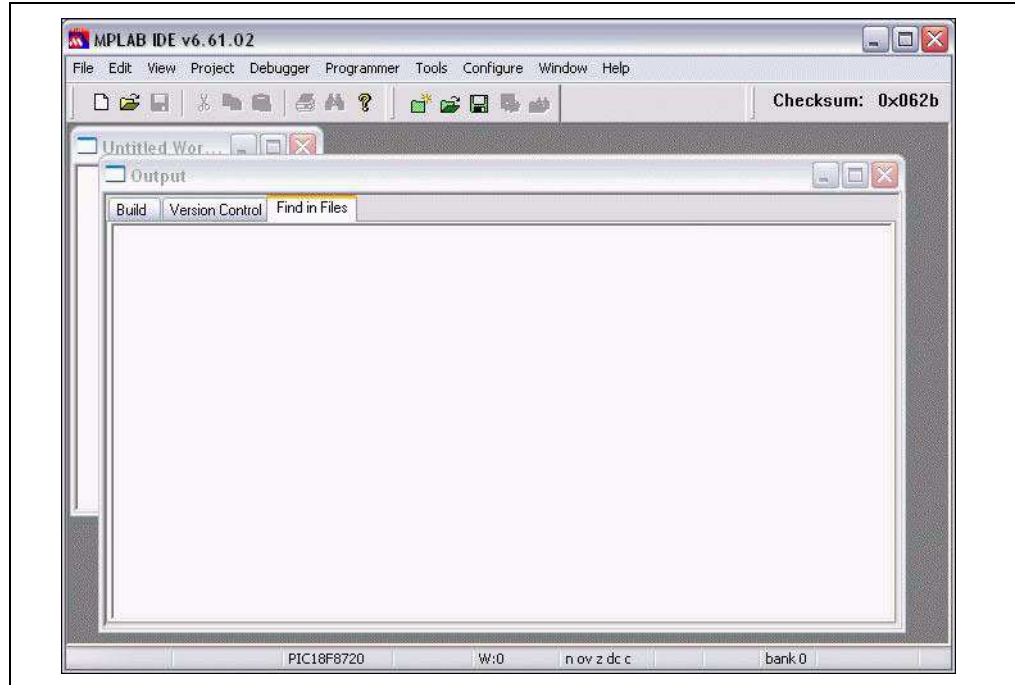 MPLAB IDE v6.61.02
File Edit View Project Debugger Programmer Tools Configure Window Help
Checksum: 0x062b
Untitled Wor...
Output
Build Version Control Find in Files
PIC18F8720 W:0 n ov z dc c bank 0